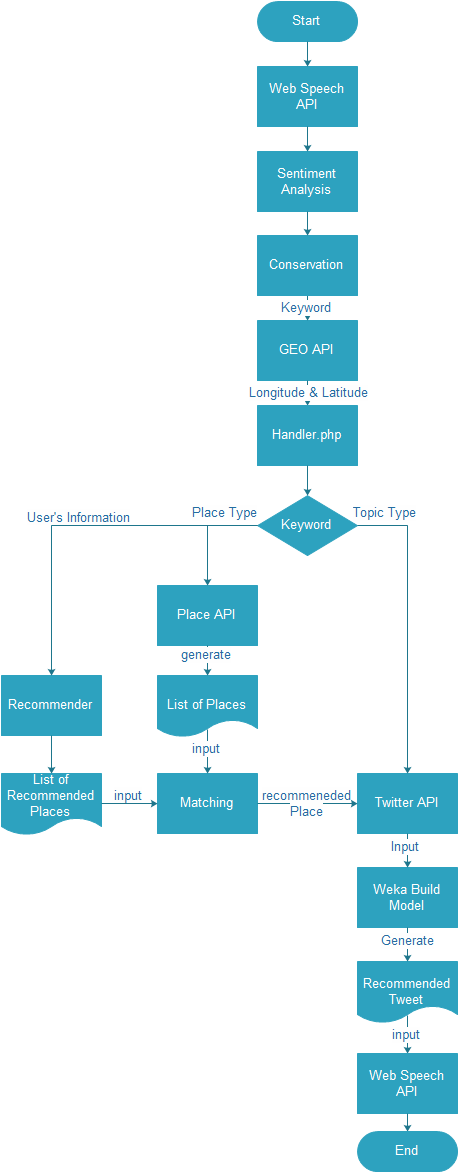 Start
Web Speech
API
Sentiment
Analysis
Conservation
Keyword
GEO API
Longitude & Latitude
Handler.php
User's Information
Place Type
Keyword
Topic Type
Place API
generate
Recommender
List of Places
input
List of
Recommended
Places
input
Matching
recommeneded
Place
Twitter API
Input
Weka Build
Model
Generate
Recommended
Tweet
input
Web Speech
API
End